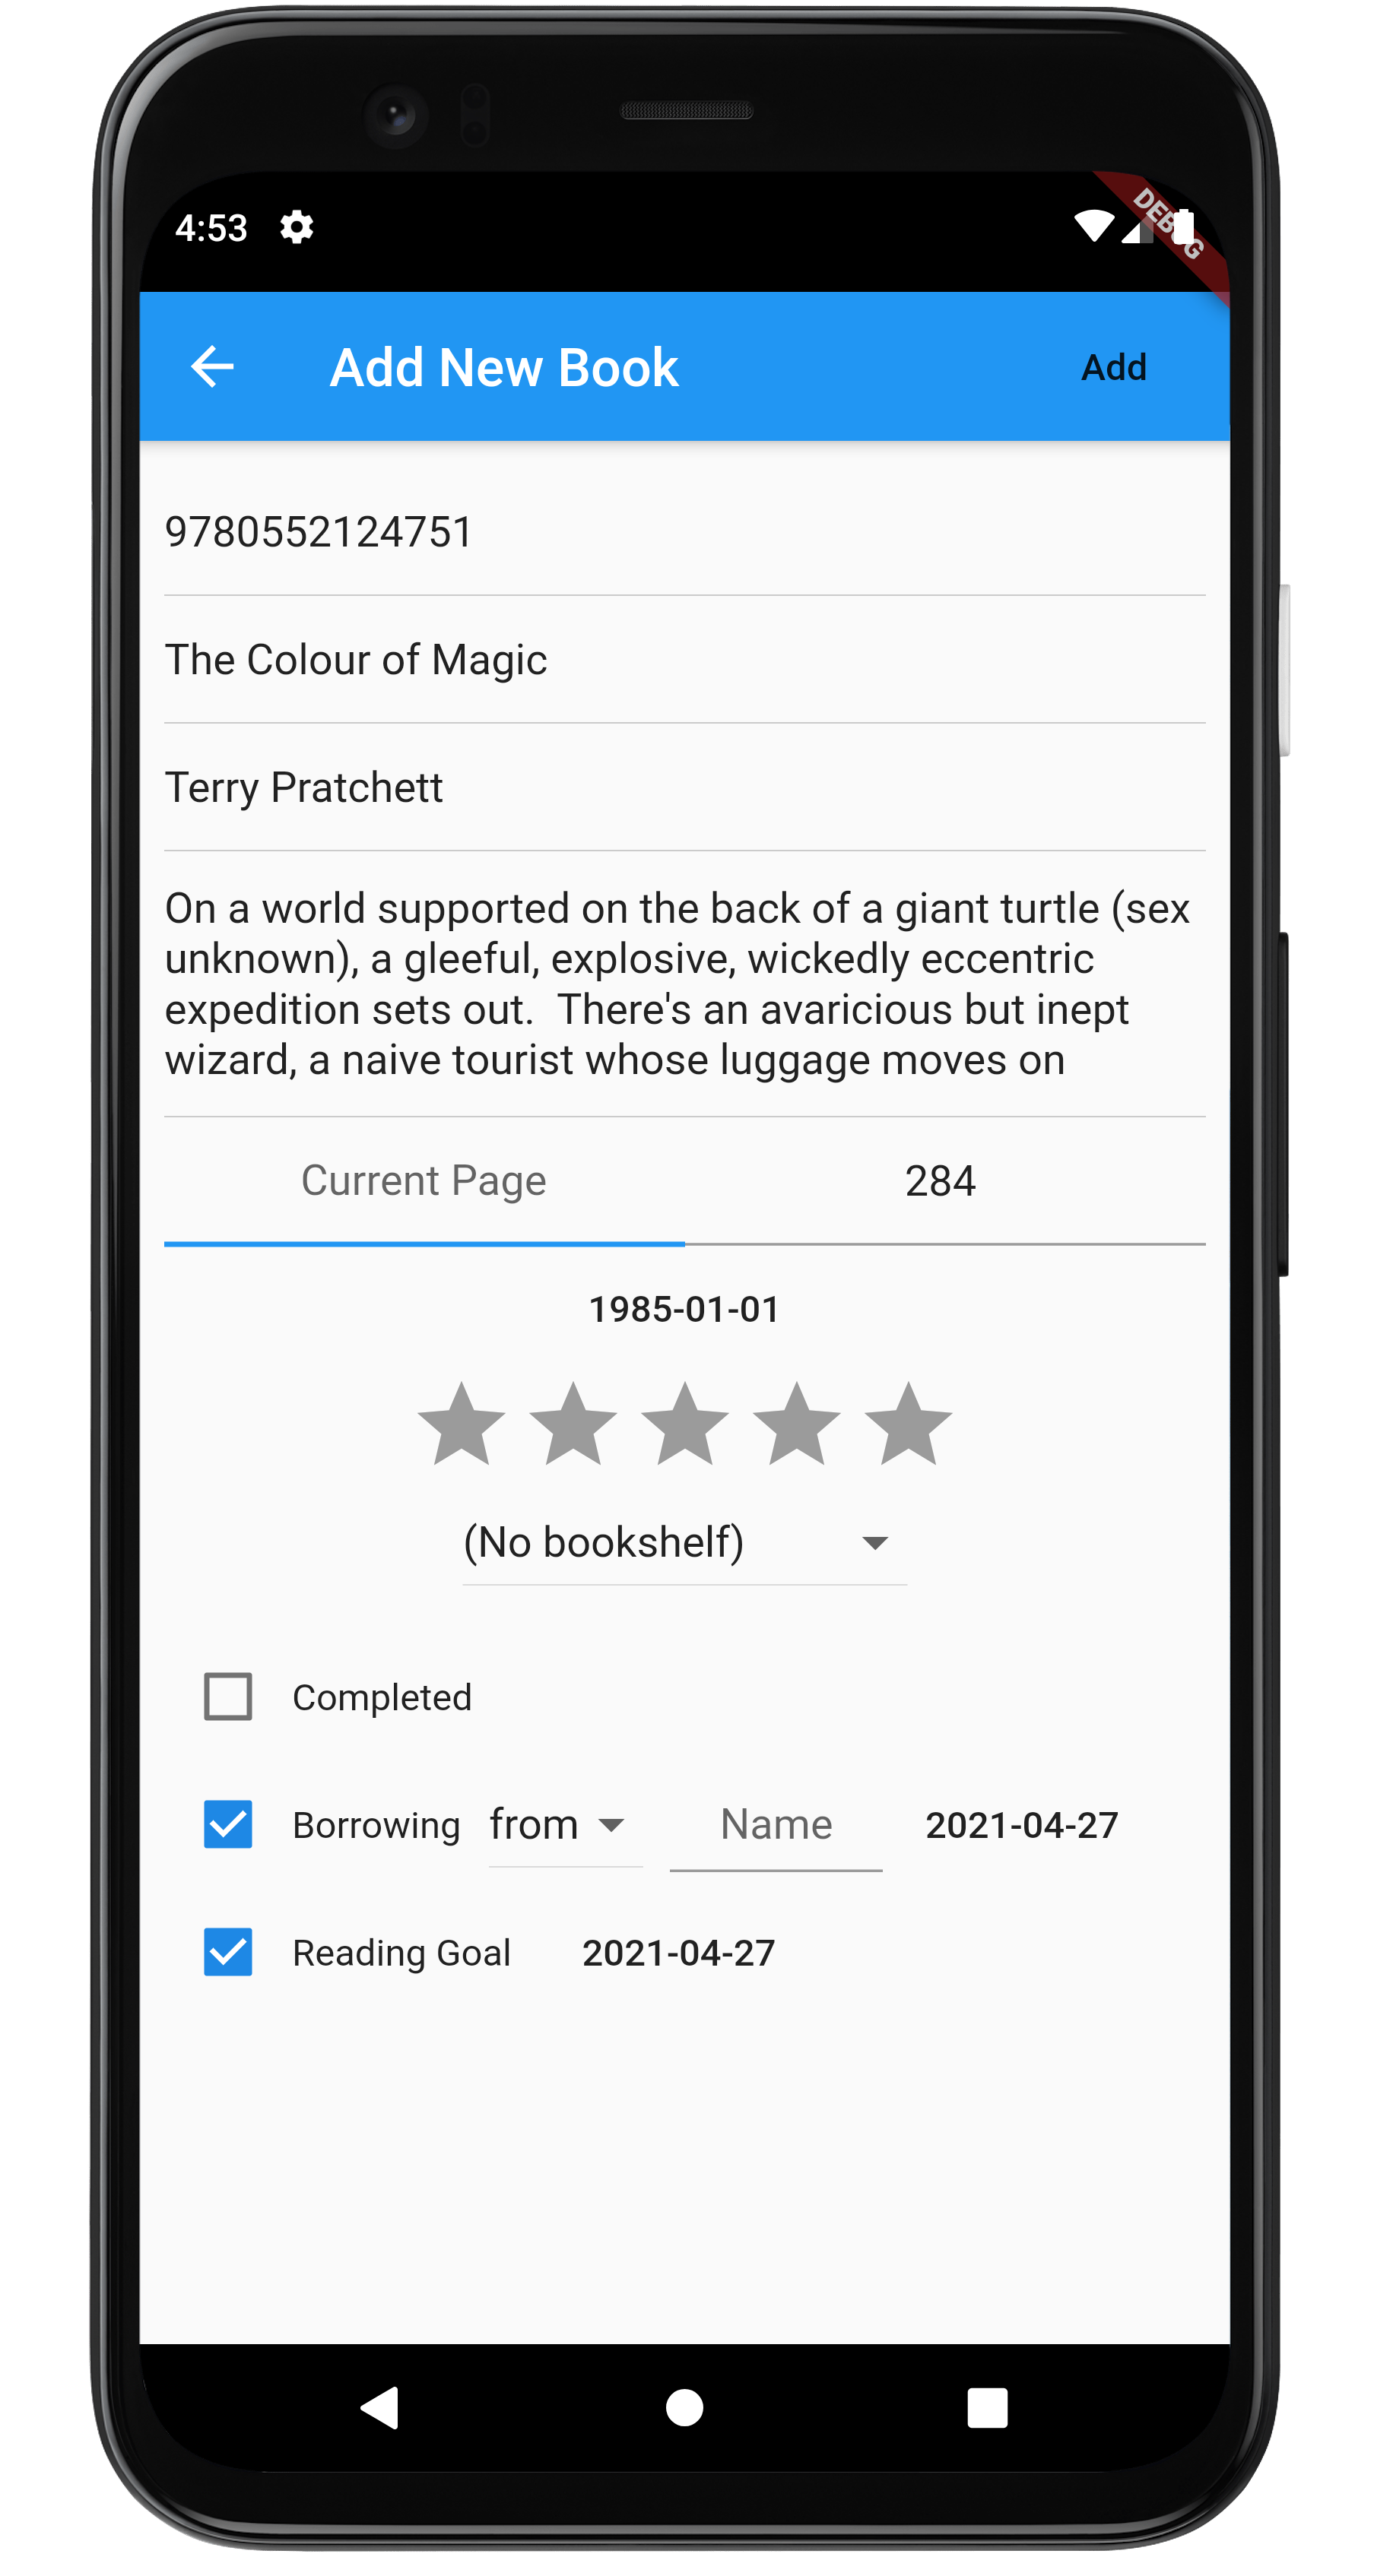 4:53
DEBUG
Add New Book Add
9780552124751
The Colour of Magic
Terry Pratchett
On a world supported on the back of a giant turtle (sex
unknown), a gleeful, explosive, wickedly eccentric
expedition sets out.  There's an avaricious but inept
wizard, a naive tourist whose luggage moves on
Current Page 284
1985-01-01
(No bookshelf)
Completed
Borrowing from Name 2021-04-27
Reading Goal 2021-04-27